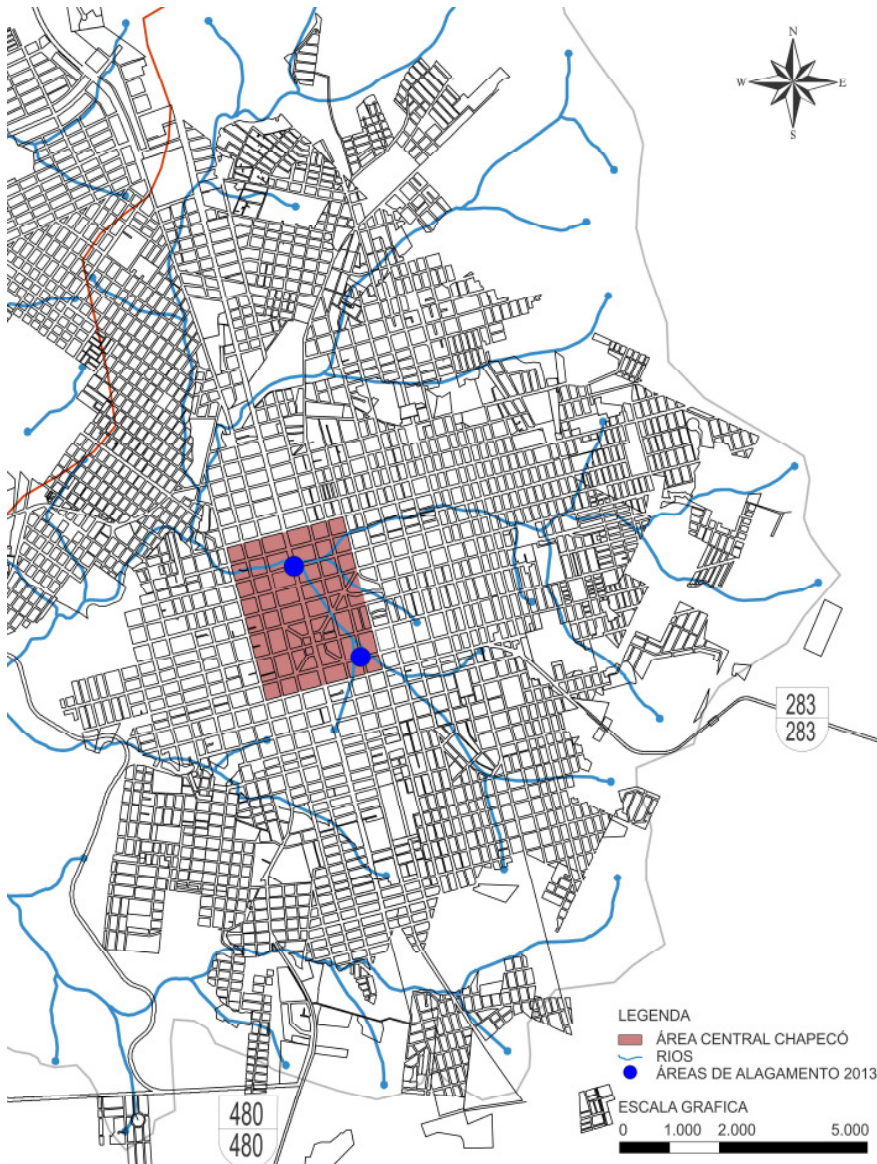 N
W E
S
283
283
LEGENDA
ÁREA CENTRAL CHAPECÓ
RIOS
ÁREAS DE ALAGAMENTO 2013
ESCALA GRAFICA
0 1.000 2.000 5.000
480
480